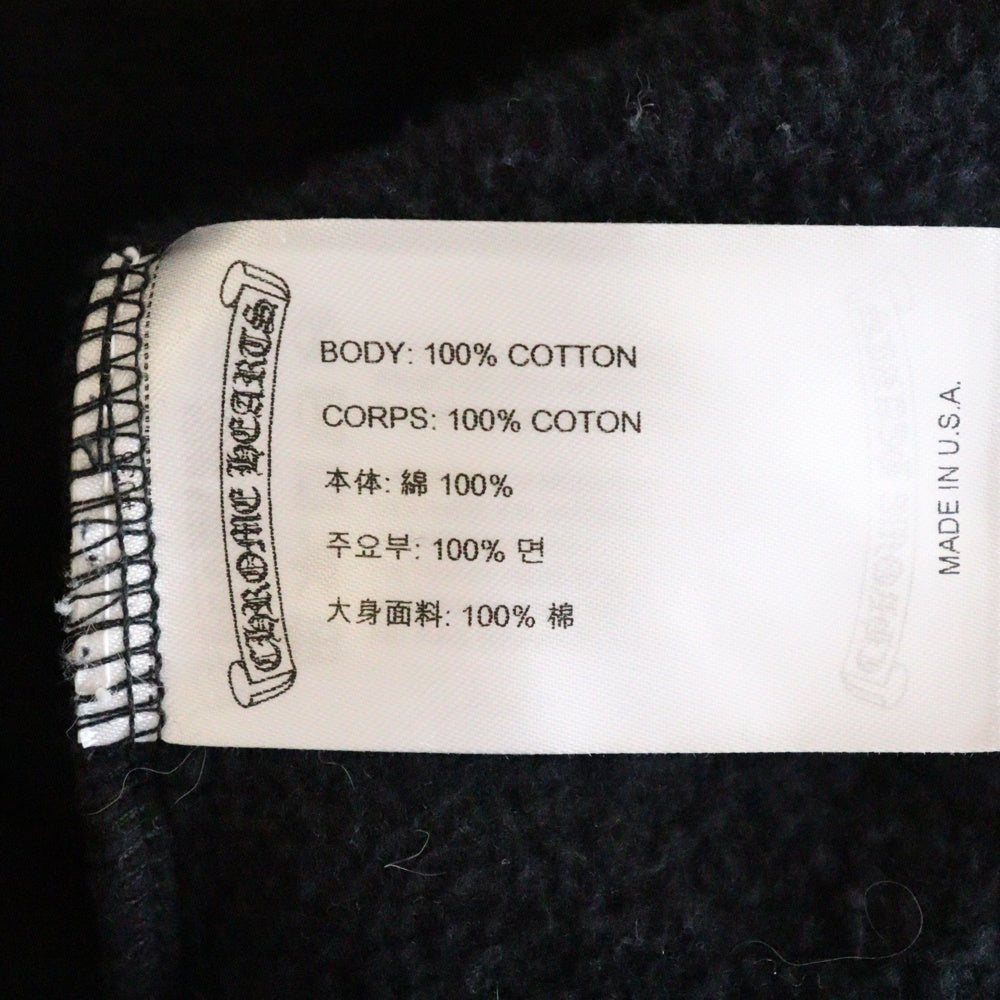 CHROME HEARTS
BODY: 100% COTTON
CORPS: 100% COTON
本体: 綿 100%
주요부: 100% 면
大身面料: 100% 棉
MADE IN U.S.A.